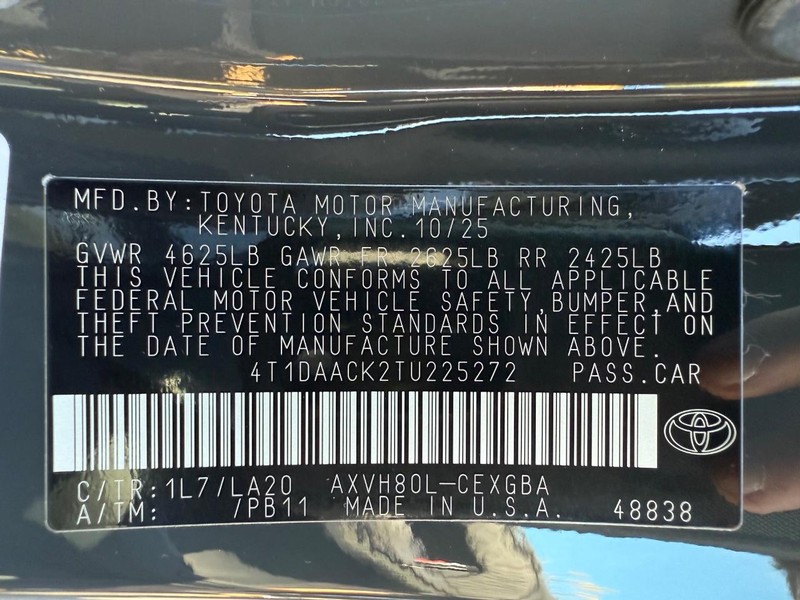 MFD.BY:TOYOTA MOTOR MANUFACTURING,
KENTUCKY,INC.10/25
GVWR 4625LB GAWR FR 2625LB RR 2425LB
THIS VEHICLE CONFORMS TO ALL APPLICABLE
FEDERAL MOTOR VEHICLE SAFETY,BUMPER,AND
THEFT PREVENTION STANDARDS IN EFFECT ON
THE DATE OF MANUFACTURE SHOWN ABOVE.
4T1DAACK2TU225272 PASS.CAR
C/TR:1L7/LA20 AXVH80L-CEXGBA
A/TM: /PB11 MADE IN U.S.A. 48838